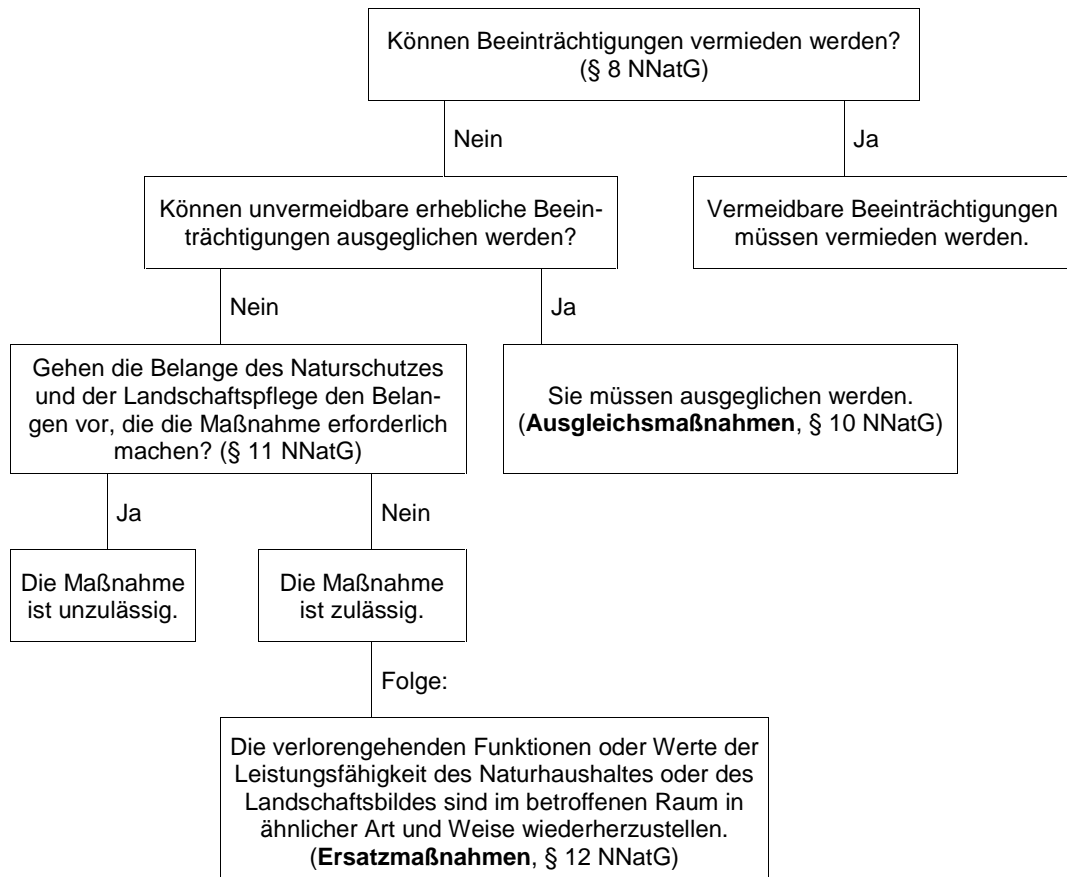 Können Beeinträchtigungen vermieden werden?
(§ 8 NNatG)
Nein
Ja
Können unvermeidbare erhebliche Beein-
trächtigungen ausgeglichen werden?
Vermeidbare Beeinträchtigungen
müssen vermieden werden.
Nein
Ja
Gehen die Belange des Naturschutzes
und der Landschaftspflege den Belan-
gen vor, die die Maßnahme erforderlich
machen? (§ 11 NNatG)
Sie müssen ausgeglichen werden.
(Ausgleichsmaßnahmen, § 10 NNatG)
Ja
Nein
Die Maßnahme
ist unzulässig.
Die Maßnahme
ist zulässig.
Folge:
Die verlorengehenden Funktionen oder Werte der
Leistungsfähigkeit des Naturhaushaltes oder des
Landschaftsbildes sind im betroffenen Raum in
ähnlicher Art und Weise wiederherzustellen.
(Ersatzmaßnahmen, § 12 NNatG)